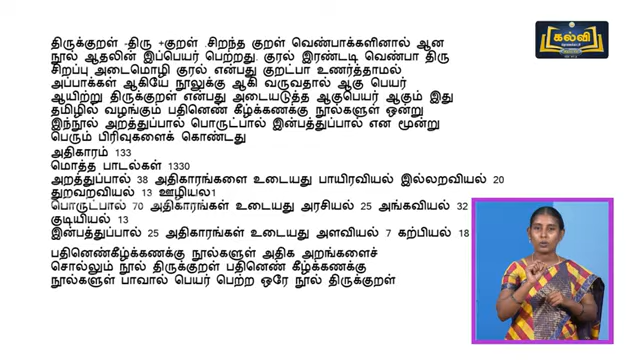 திருக்குறள் -திரு +குறள் .சிறந்த குறள் வெண்பாக்களினால் ஆன
நூல் ஆதலின் இப்பெயர் பெற்றது. குரல் இரண்டடி வெண்பா திரு
சிறப்பு அடைமொழி குரல் என்பது குறட்பா உணர்த்தாமல்
அப்பாக்கள் ஆகியே நூலுக்கு ஆகி வருவதால் ஆகு பெயர்
ஆயிற்று திருக்குறள் என்பது அடையடுத்த ஆகுபெயர் ஆகும் இது
தமிழில் வழங்கும் பதினெண் கீழ்க்கணக்கு நூல்களுள் ஒன்று
இந்நூல் அறத்துப்பால் பொருட்பால் இன்பத்துப்பால் என மூன்று
பெரும் பிரிவுகளைக் கொண்டது
அதிகாரம் 133
மொத்த பாடல்கள் 1330
அறத்துப்பால் 38 அதிகாரங்களை உடையது பாயிரவியல் இல்லறவியல் 20
துறவறவியல் 13 ஊழியல1
பொருட்பால் 70 அதிகாரங்கள் உடையது அரசியல் 25 அங்கவியல் 32
குடியியல் 13
இன்பத்துப்பால் 25 அதிகாரங்கள் உடையது அளவியல் 7 கற்பியல் 18
பதினெண்கீழ்க்கணக்கு நூல்களுள் அதிக அறங்களைச்
சொல்லும் நூல் திருக்குறள் பதினெண் கீழ்க்கணக்கு
நூல்களுள் பாவால் பெயர் பெற்ற ஒரே நூல் திருக்குறள்
கல்வி